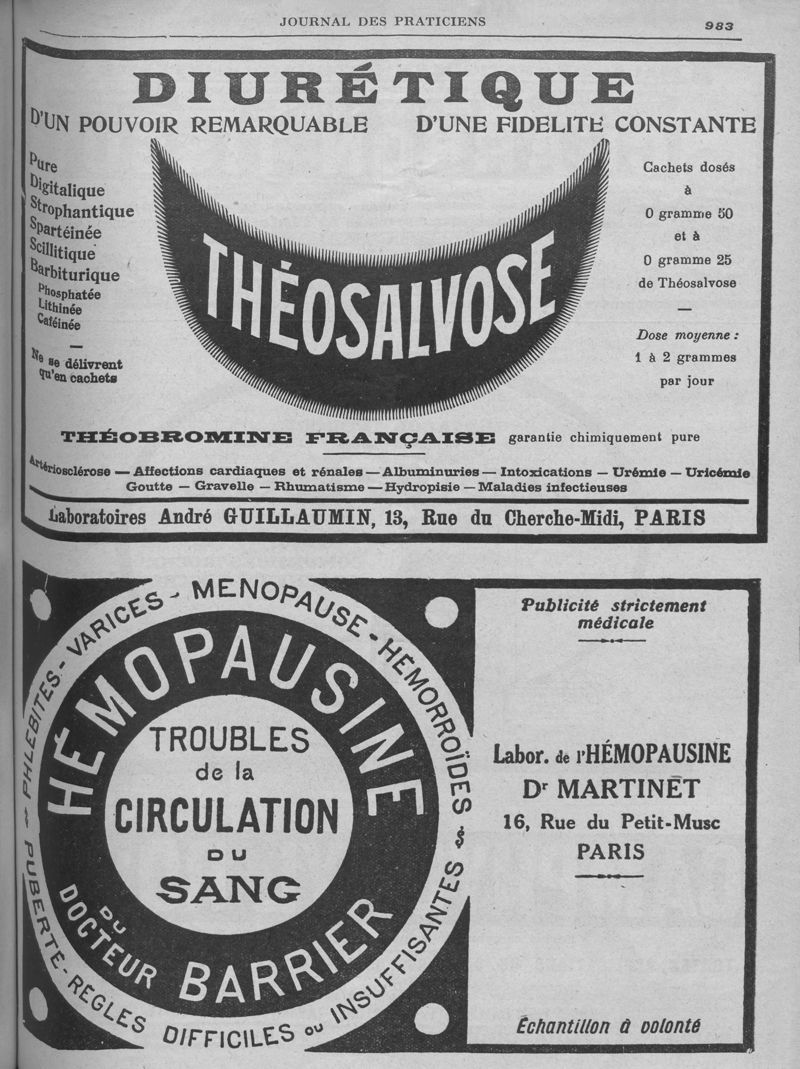 JOURNAL DES PRATICIENS
983
DIURÉTIQUE
D'UN POUVOIR REMARQUABLE D'UNE FIDELITE CONSTANTE
Pure
Digitalique
Strophantique
Spartéinée
Scillitique
Barbiturique
Phosphatée
Lithinée
Caféinée
—
Ne se délivrent
qu'en cachets
THÉOSALVOSE
Cachets dosés
à
0 gramme 50
et à
0 gramme 25
de Théosalvose
—
Dose moyenne :
1 à 2 grammes
par jour
THÉOBROMINE FRANÇAISE garantie chimiquement pure
Artériosclérose — Affections cardiaques et rénales — Albuminuries — Intoxications — Urémie — Uricémie
Goutte — Gravelle — Rhumatisme — Hydropisie — Maladies infectieuses
Laboratoires André GUILLAUMIN, 13, Rue du Cherche-Midi, PARIS
PHLEBITES - VARICES - MENOPAUSE - HÉMORROÏDES
PUBERTE - REGLES DIFFICILES ou INSUFFISANTES
HÉMOPAUSINE
TROUBLES
de la
CIRCULATION
DU
SANG
DU
DOCTEUR BARRIER
Publicité strictement
médicale
Labor. de l'HÉMOPAUSINE
Dr MARTINET
16, Rue du Petit-Musc
PARIS
Échantillon à volonté